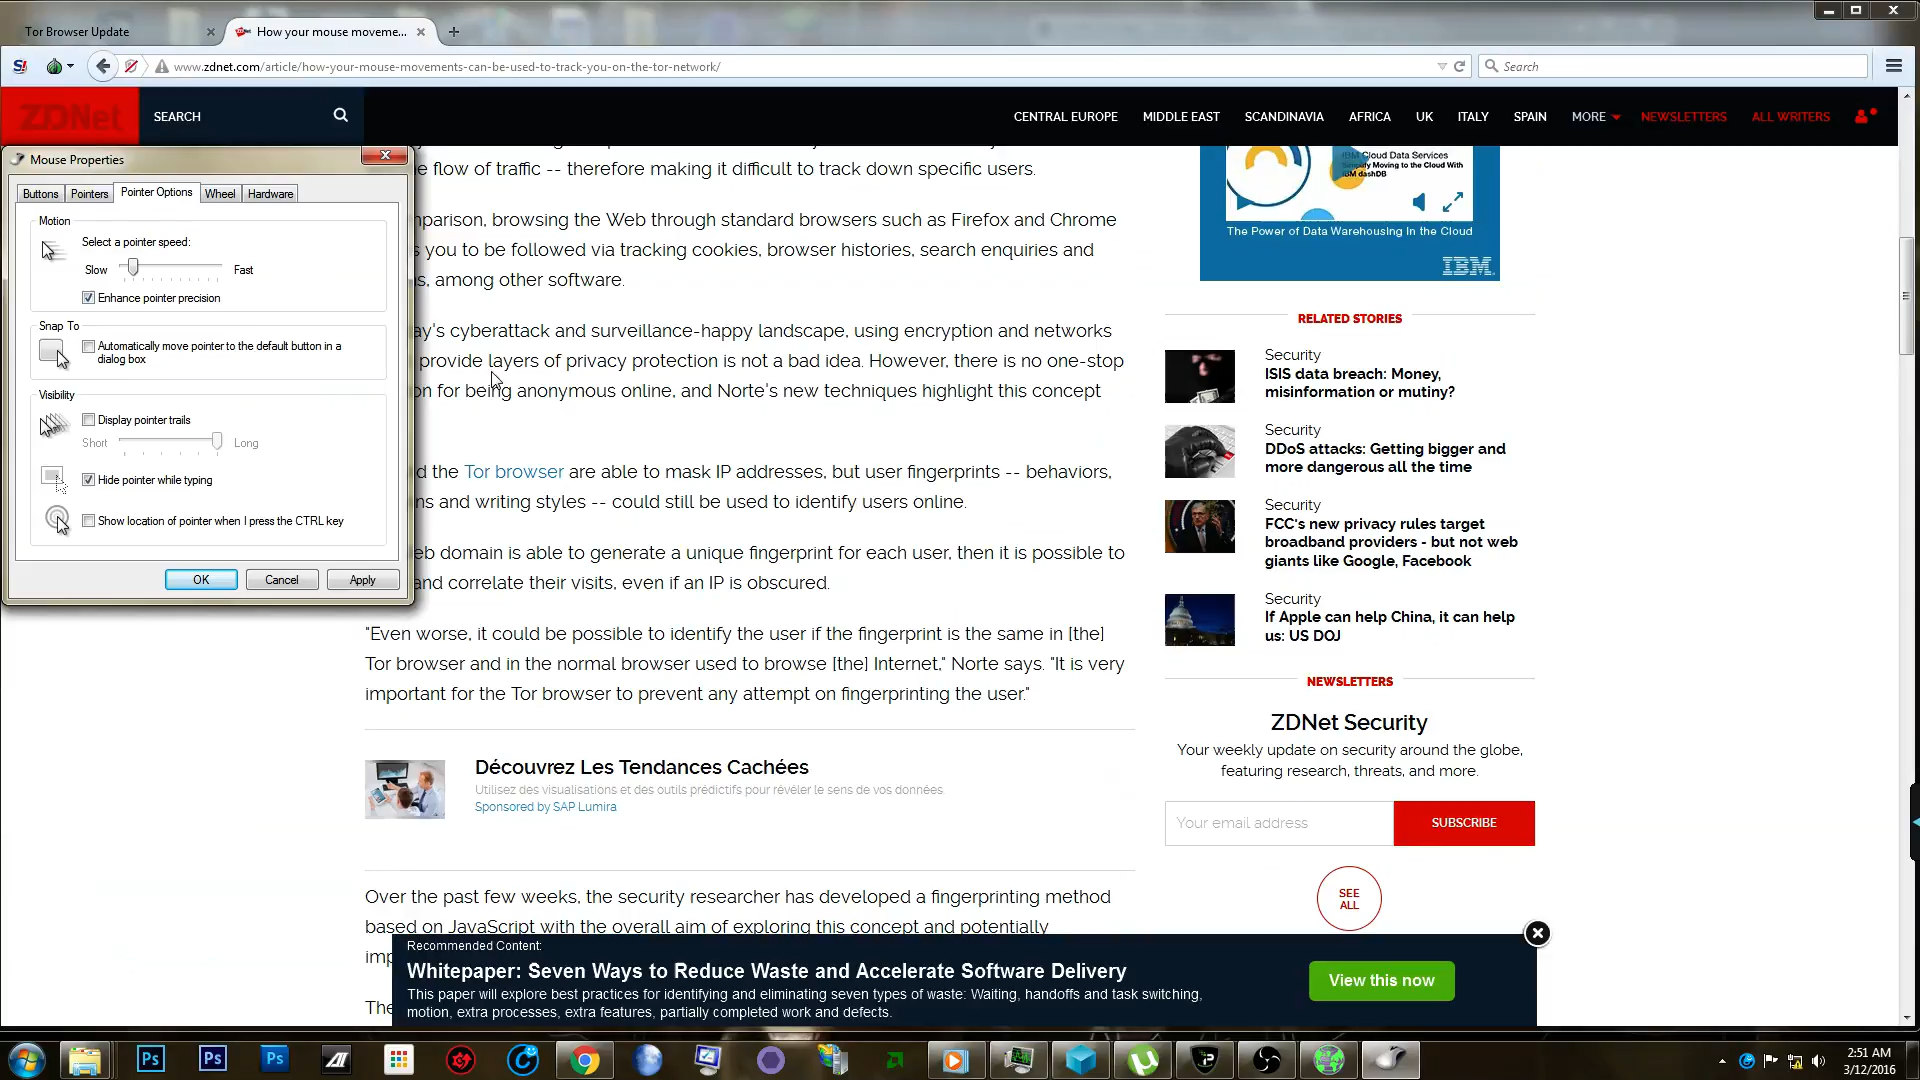 Tor Browser Update
How your mouse moveme...
www.zdnet.com/article/how-your-mouse-movements-can-be-used-to-track-you-on-the-tor-network/
Search
ZDNet
SEARCH
CENTRAL EUROPE
MIDDLE EAST
SCANDINAVIA
AFRICA
UK
ITALY
SPAIN
MORE
NEWSLETTERS
ALL WRITERS
Mouse Properties
Buttons
Pointers
Pointer Options
Wheel
Hardware
Motion
Select a pointer speed:
Slow
Fast
Enhance pointer precision
Snap To
Automatically move pointer to the default button in a
dialog box
Visibility
Display pointer trails
Short
Long
Hide pointer while typing
Show location of pointer when I press the CTRL key
OK
Cancel
Apply
flow of traffic -- therefore making it difficult to track down specific users.
browsing the Web through standard browsers such as Firefox and Chrome
you to be followed via tracking cookies, browser histories, search enquiries and
among other software.
cyberattack and surveillance-happy landscape, using encryption and networks
provide layers of privacy protection is not a bad idea. However, there is no one-stop
for being anonymous online, and Norte's new techniques highlight this concept
the Tor browser are able to mask IP addresses, but user fingerprints -- behaviors,
and writing styles -- could still be used to identify users online.
domain is able to generate a unique fingerprint for each user, then it is possible to
and correlate their visits, even if an IP is obscured.
"Even worse, it could be possible to identify the user if the fingerprint is the same in [the]
Tor browser and in the normal browser used to browse [the] Internet," Norte says. "It is very
important for the Tor browser to prevent any attempt on fingerprinting the user."
Découvrez Les Tendances Cachées
Utilisez des visualisations et des outils prédictifs pour révéler le sens de vos données
Sponsored by SAP Lumira
Over the past few weeks, the security researcher has developed a fingerprinting method
based on JavaScript with the overall aim of exploring this concept and potentially
IBM Cloud Data Services
Simplify Moving to the Cloud With
IBM dashDB
The Power of Data Warehousing In the Cloud
IBM
RELATED STORIES
Security
ISIS data breach: Money,
misinformation or mutiny?
Security
DDoS attacks: Getting bigger and
more dangerous all the time
Security
FCC's new privacy rules target
broadband providers - but not web
giants like Google, Facebook
Security
If Apple can help China, it can help
us: US DOJ
NEWSLETTERS
ZDNet Security
Your weekly update on security around the globe,
featuring research, threats, and more.
Your email address
SUBSCRIBE
SEE
ALL
Recommended Content:
Whitepaper: Seven Ways to Reduce Waste and Accelerate Software Delivery
This paper will explore best practices for identifying and eliminating seven types of waste: Waiting, handoffs and task switching,
motion, extra processes, extra features, partially completed work and defects.
View this now
Ps
Ps
Ps
2:51 AM
3/12/2016